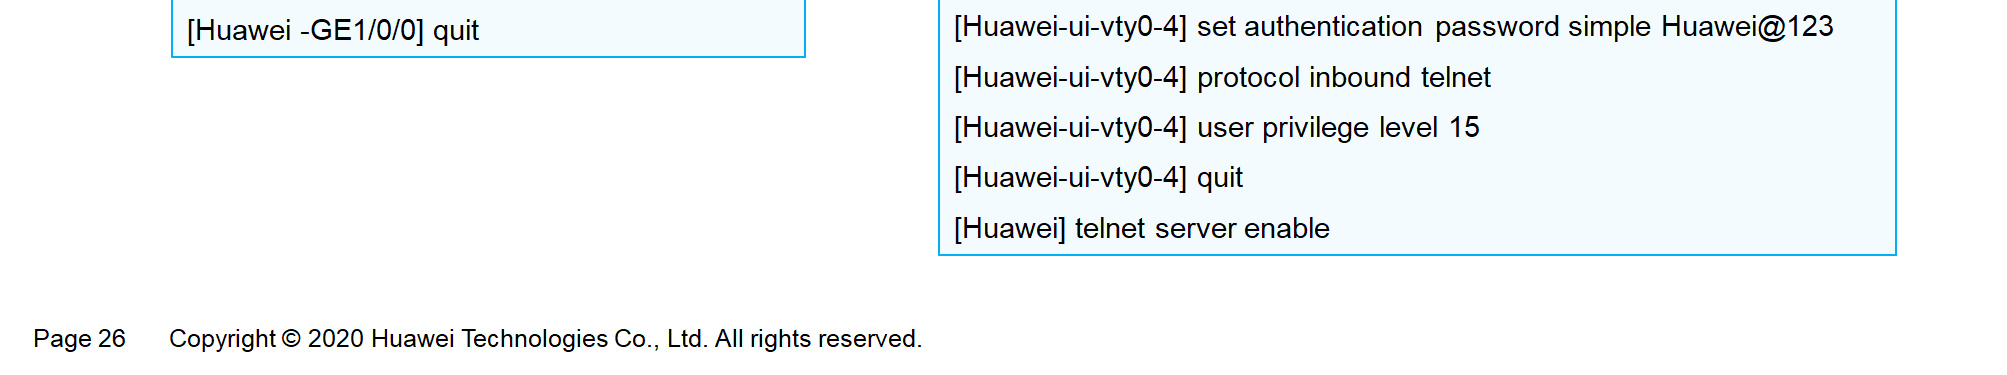 [Huawei -GE1/0/0] quit
[Huawei-ui-vty0-4] set authentication password simple Huawei@123
[Huawei-ui-vty0-4] protocol inbound telnet
[Huawei-ui-vty0-4] user privilege level 15
[Huawei-ui-vty0-4] quit
[Huawei] telnet server enable
Page 26 Copyright © 2020 Huawei Technologies Co., Ltd. All rights reserved.